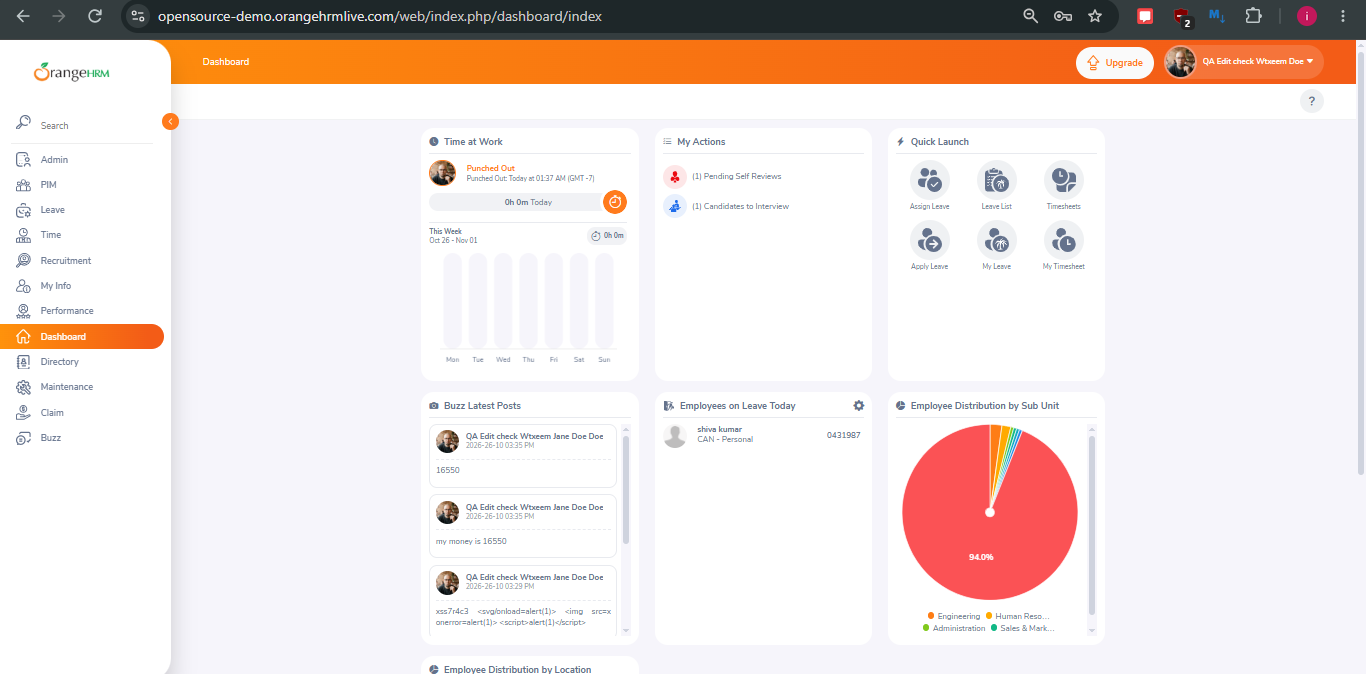 opensource-demo.orangehrmlive.com/web/index.php/dashboard/index
2
i
OrangeHRM
Dashboard
Upgrade
QA Edit check Wtxeem Doe
?
Search
Admin
PIM
Leave
Time
Recruitment
My Info
Performance
Dashboard
Directory
Maintenance
Claim
Buzz
Time at Work
Punched Out
Punched Out: Today at 01:37 AM (GMT -7)
0h 0m Today
This Week
Oct 26 - Nov 01
0h 0m
Mon Tue Wed Thu Fri Sat Sun
My Actions
(1) Pending Self Reviews
(1) Candidates to Interview
Quick Launch
Assign Leave Leave List Timesheets
Apply Leave My Leave My Timesheet
Buzz Latest Posts
QA Edit check Wtxeem Jane Doe Doe
2026-26-10 03:35 PM
16550
QA Edit check Wtxeem Jane Doe Doe
2026-26-10 03:35 PM
my money is 16550
QA Edit check Wtxeem Jane Doe Doe
2026-26-10 03:29 PM
xss7r4c3 <svg/onload=alert(1)> <img src=x
onerror=alert(1)> <script>alert(1)</script>
Employees on Leave Today
shiva kumar
CAN - Personal
0431987
Employee Distribution by Sub Unit
94.0%
Engineering Human Reso...
Administration Sales & Mark...
Employee Distribution by Location